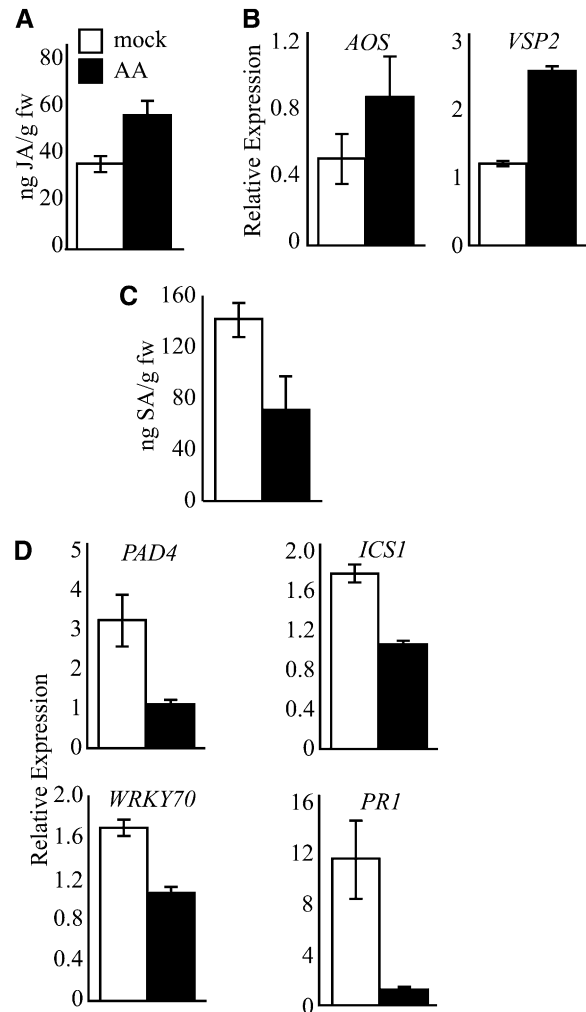 A
mock
AA
ng JA/g fw
80
60
40
20
0
B
Relative Expression
AOS
1.2
0.8
0.4
0
VSP2
3
2
1
0
C
ng SA/g fw
160
120
80
40
0
D
Relative Expression
PAD4
5
4
3
2
1
0
ICS1
2.0
1.6
1.2
0.8
0.4
0
WRKY70
2.0
1.6
1.2
0.8
0.4
0
PR1
16
12
8
4
0